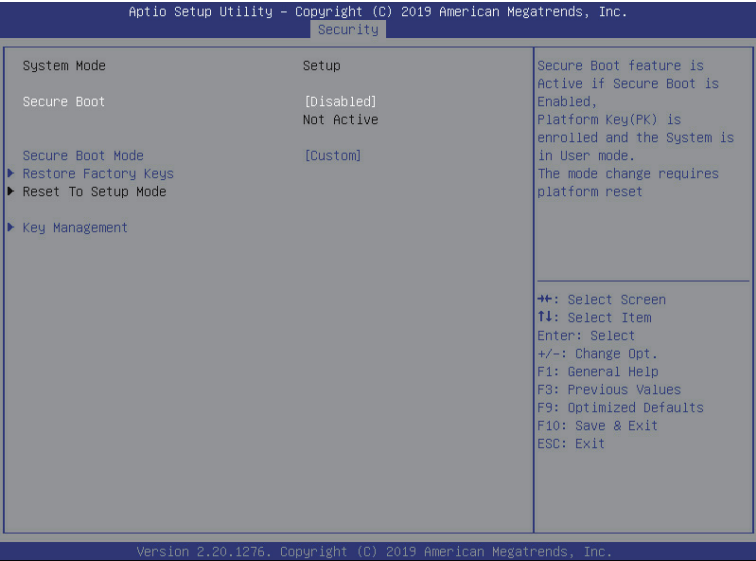 Aptio Setup Utility – Copyright (C) 2019 American Megatrends, Inc.
Security
System Mode Setup
Secure Boot [Disabled]
Not Active
Secure Boot Mode [Custom]
Restore Factory Keys
Reset To Setup Mode
Key Management
Secure Boot feature is
Active if Secure Boot is
Enabled,
Platform Key(PK) is
enrolled and the System is
in User mode.
The mode change requires
platform reset
→←: Select Screen
↑↓: Select Item
Enter: Select
+/-: Change Opt.
F1: General Help
F3: Previous Values
F9: Optimized Defaults
F10: Save & Exit
ESC: Exit
Version 2.20.1276. Copyright (C) 2019 American Megatrends, Inc.